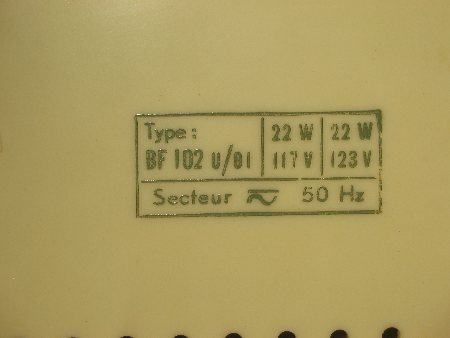 Type: 22 W 22 W
BF 102 U/01 117 V 123 V
Secteur 50 Hz